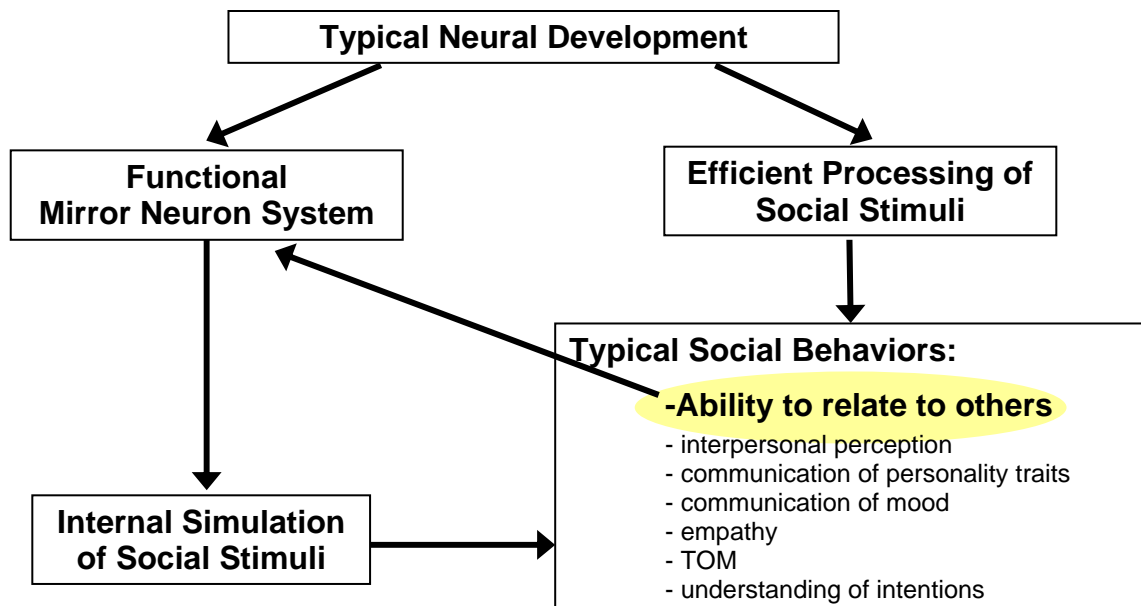 Typical Neural Development
Functional
Mirror Neuron System
Efficient Processing of
Social Stimuli
Typical Social Behaviors:
-Ability to relate to others
- interpersonal perception
- communication of personality traits
- communication of mood
- empathy
- TOM
- understanding of intentions
Internal Simulation
of Social Stimuli